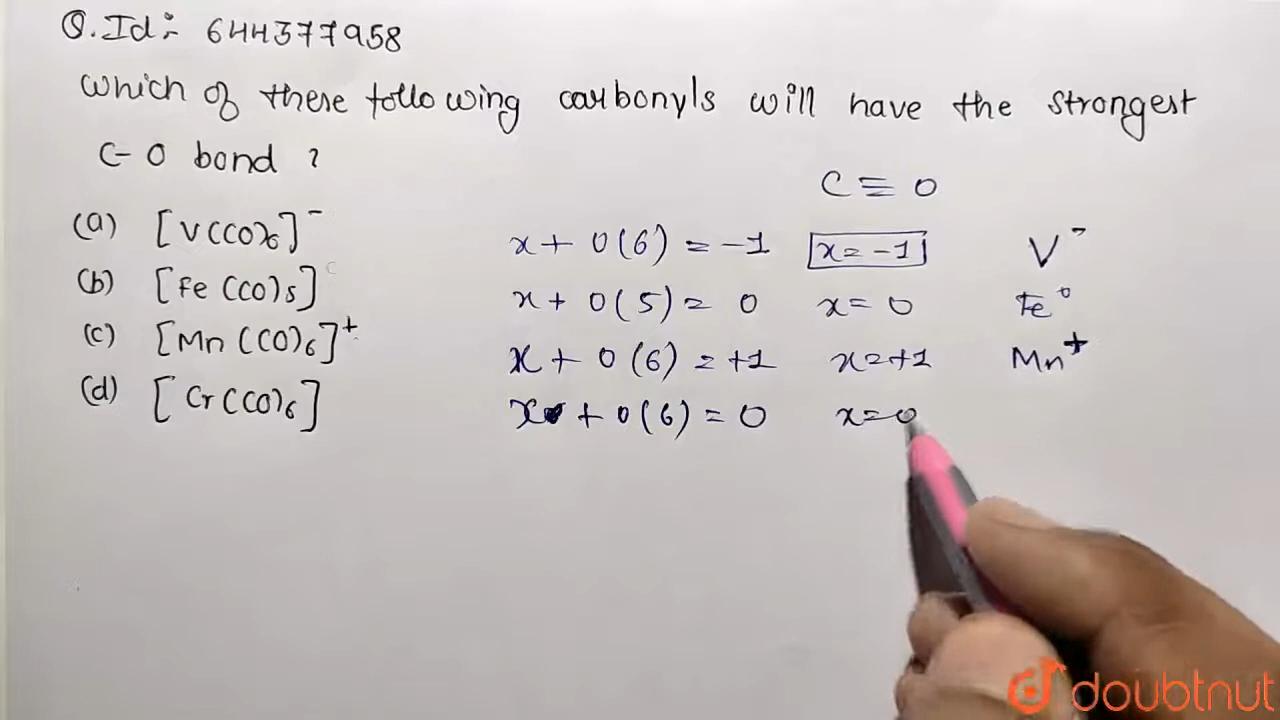 Q.Id:- 644377958
Which of these following carbonyls will have the strongest
C-O bond ?
C≡O
(a) [V(CO)6]⁻ x + 0(6) = -1 x = -1 V⁻
(b) [Fe(CO)5] x + 0(5) = 0 x = 0 Fe⁰
(c) [Mn(CO)6]⁺ x + 0(6) = +1 x = +1 Mn⁺
(d) [Cr(CO)6] x + 0(6) = 0 x = 0
doubtnut